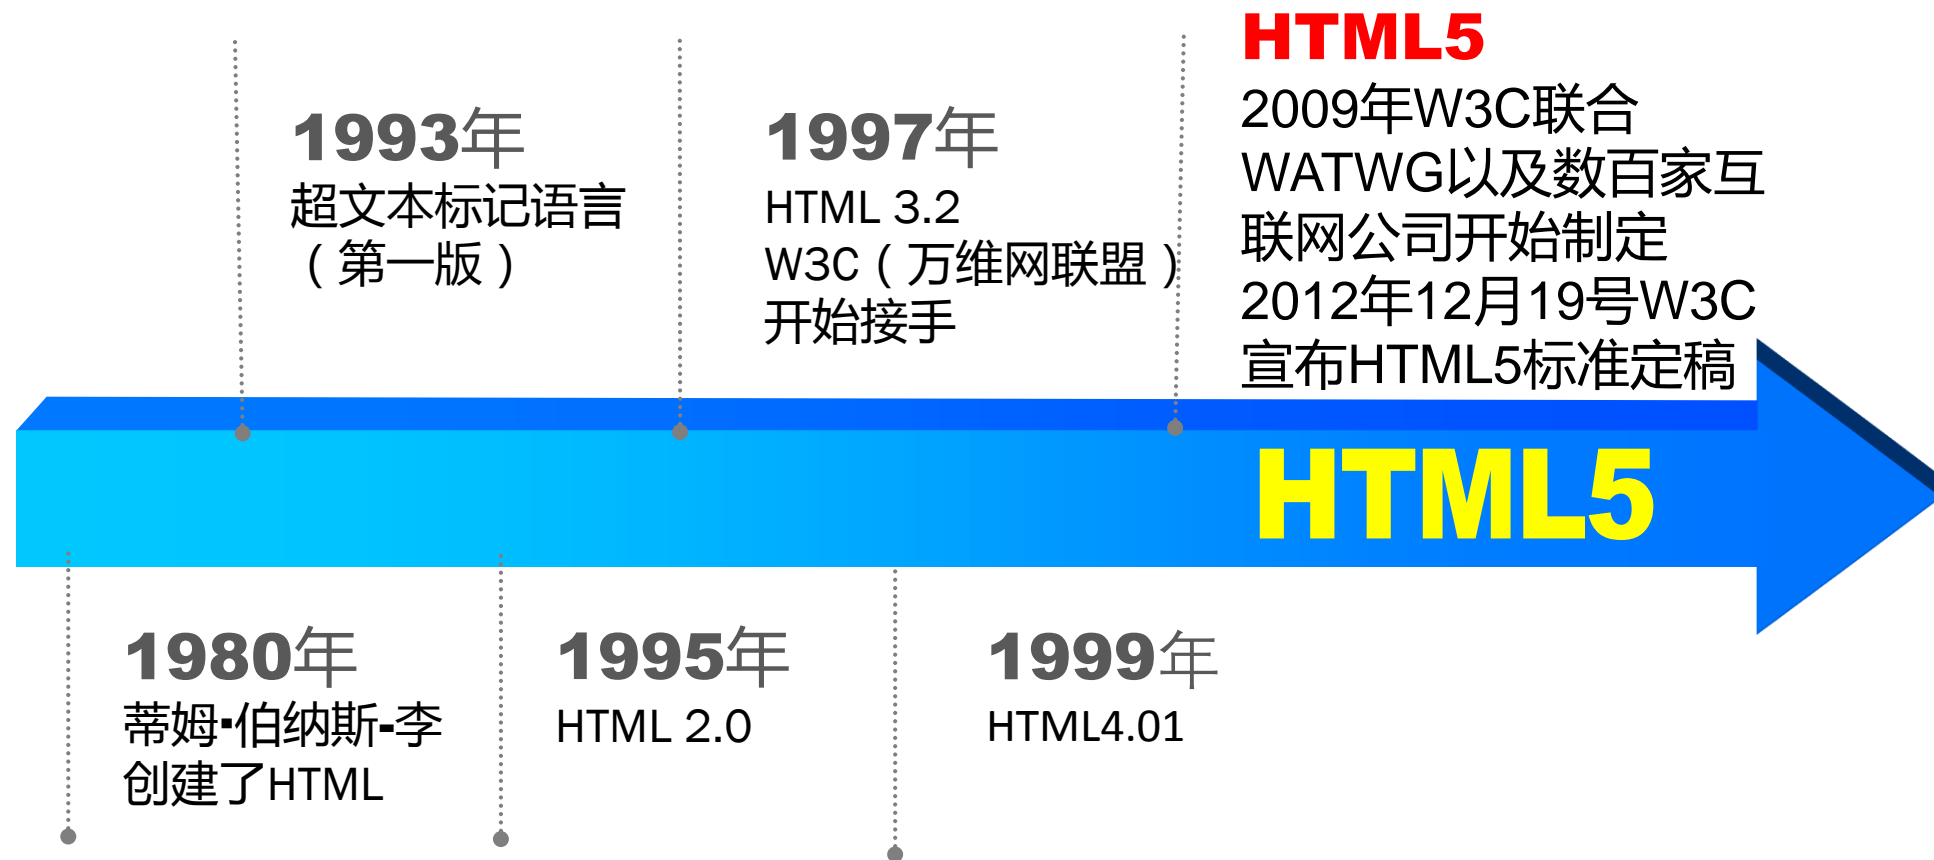 HTML5
2009年W3C联合
WATWG以及数百家互
联网公司开始制定
2012年12月19号W3C
宣布HTML5标准定稿
1993年
超文本标记语言
（第一版）
1997年
HTML 3.2
W3C（万维网联盟）
开始接手
HTML5
1980年
蒂姆·伯纳斯-李
创建了HTML
1995年
HTML 2.0
1999年
HTML4.01